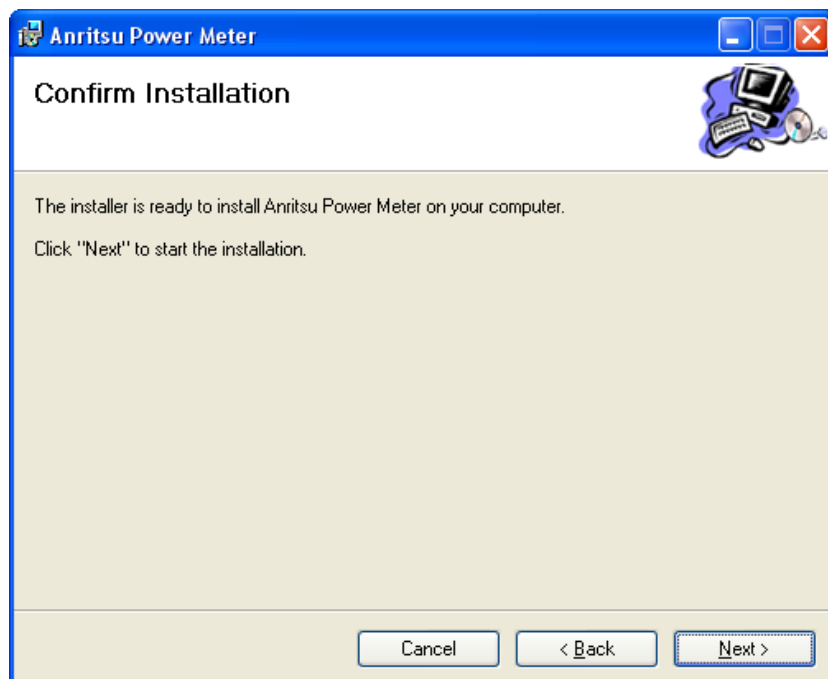 Anritsu Power Meter
Confirm Installation
The installer is ready to install Anritsu Power Meter on your computer.
Click "Next" to start the installation.
Cancel
< Back
Next >